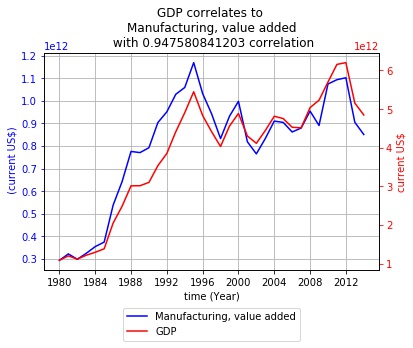 GDP correlates to
Manufacturing, value added
with 0.947580841203 correlation
1e12
1e12
1.2
1.1
1.0
0.9
0.8
0.7
0.6
0.5
0.4
0.3
(current US$)
6
5
4
3
2
1
current US$
1980 1984 1988 1992 1996 2000 2004 2008 2012
time (Year)
Manufacturing, value added
GDP